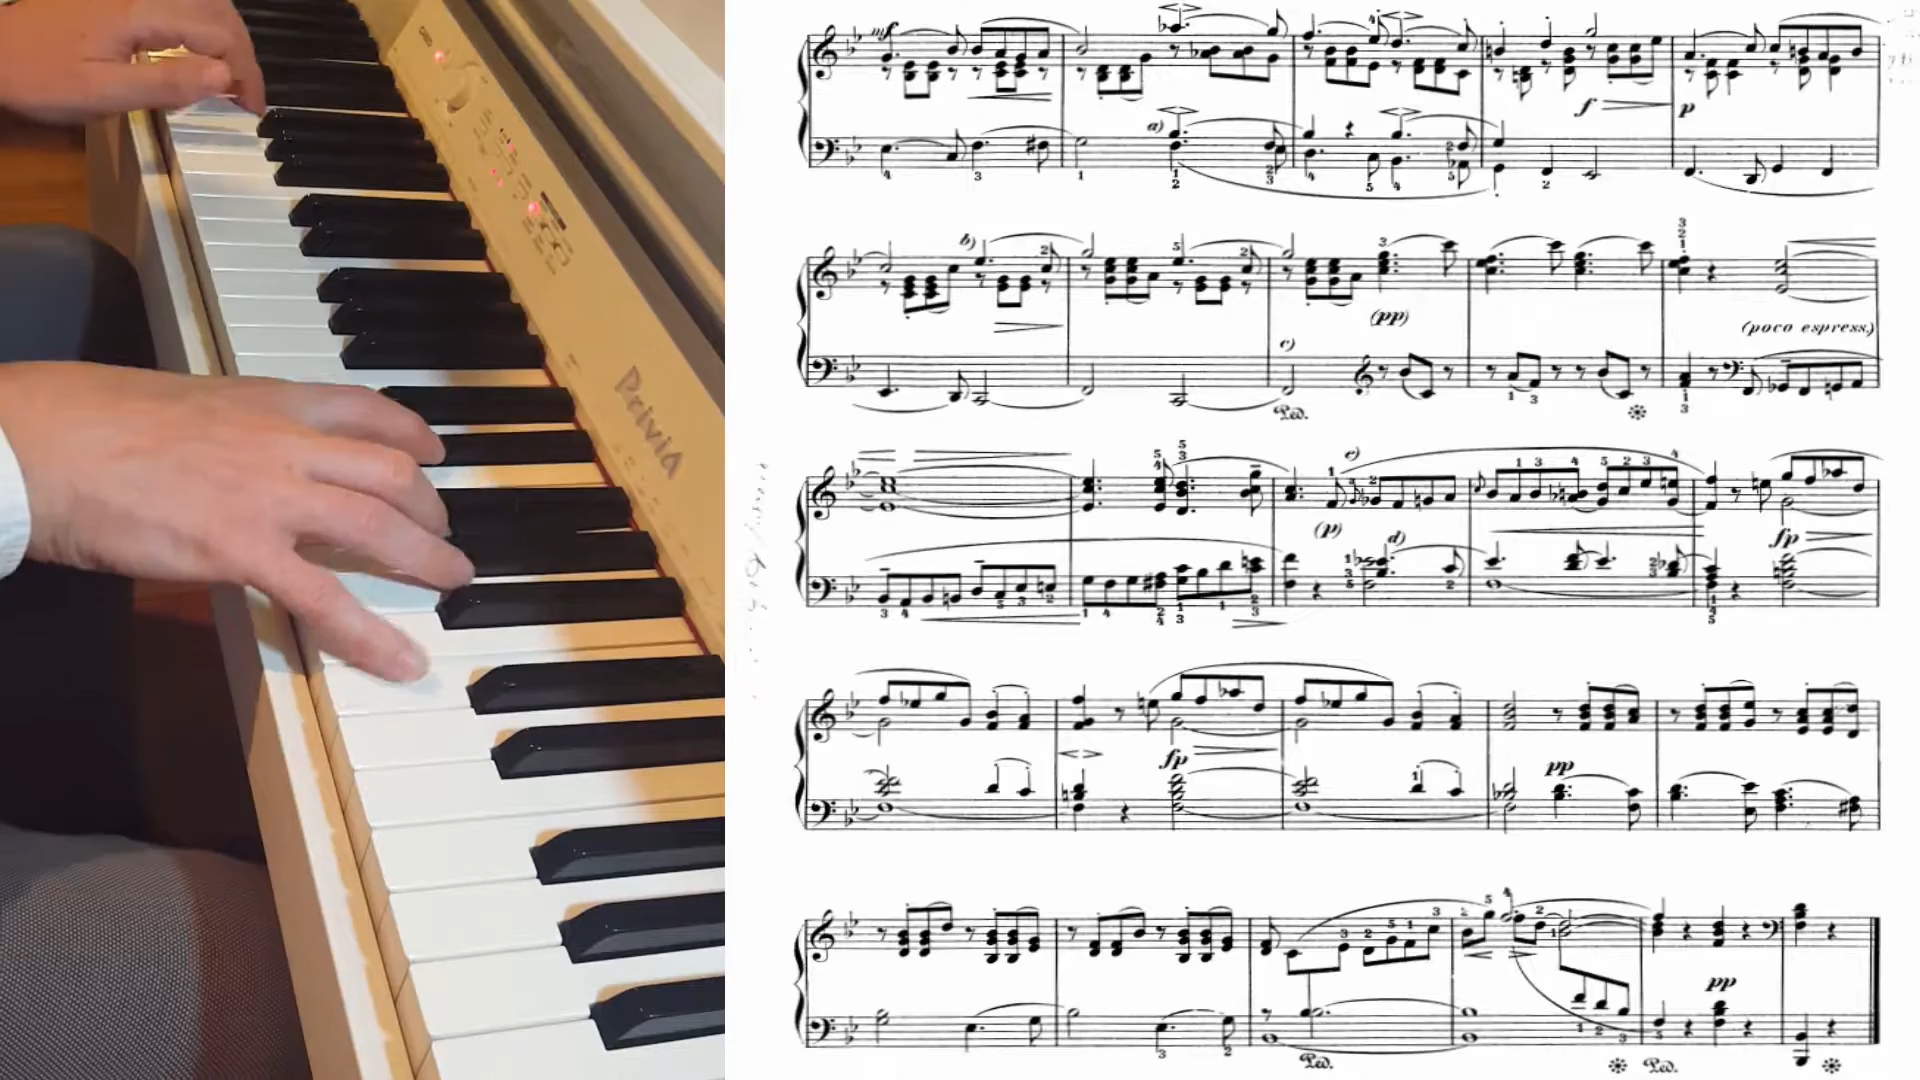 Privia
mf
a)
f
p
b)
(pp)
c)
(poco espress.)
e)
(p)
d)
fp
fp
pp
Ped.
pp
Ped.
Ped.